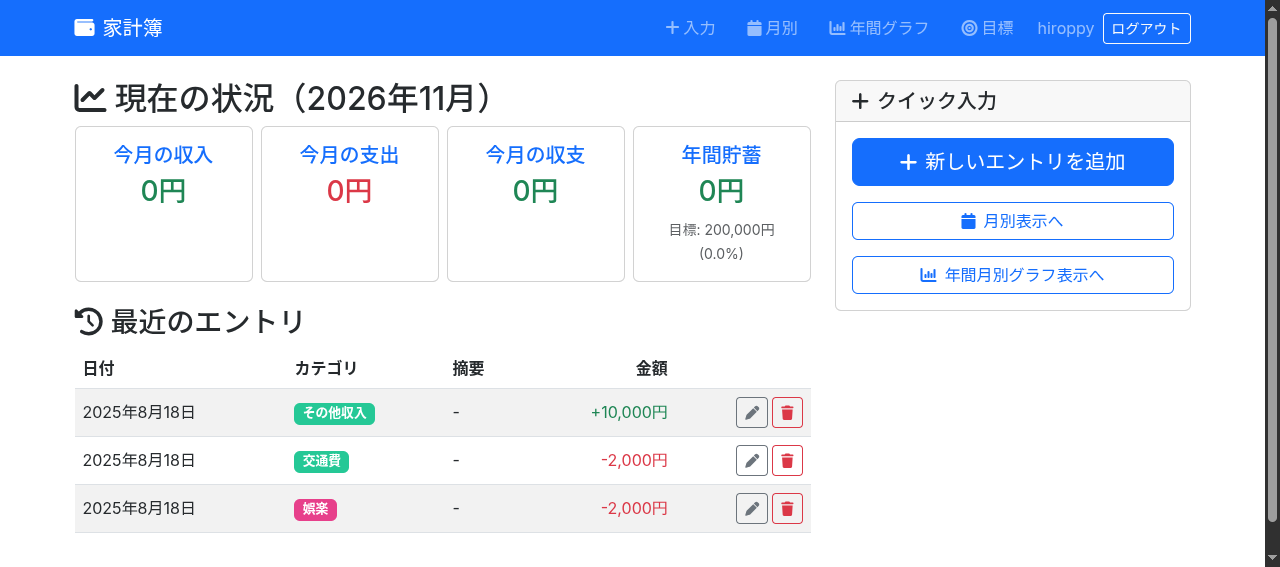 家計簿
入力 月別 年間グラフ 目標 hiroppy ログアウト
現在の状況（2026年11月）
今月の収入 今月の支出 今月の収支 年間貯蓄
0円 0円 0円 0円
目標: 200,000円
(0.0%)
クイック入力
新しいエントリを追加
月別表示へ
年間月別グラフ表示へ
最近のエントリ
日付 カテゴリ 摘要 金額
2025年8月18日 その他収入 - +10,000円
2025年8月18日 交通費 - -2,000円
2025年8月18日 娯楽 - -2,000円